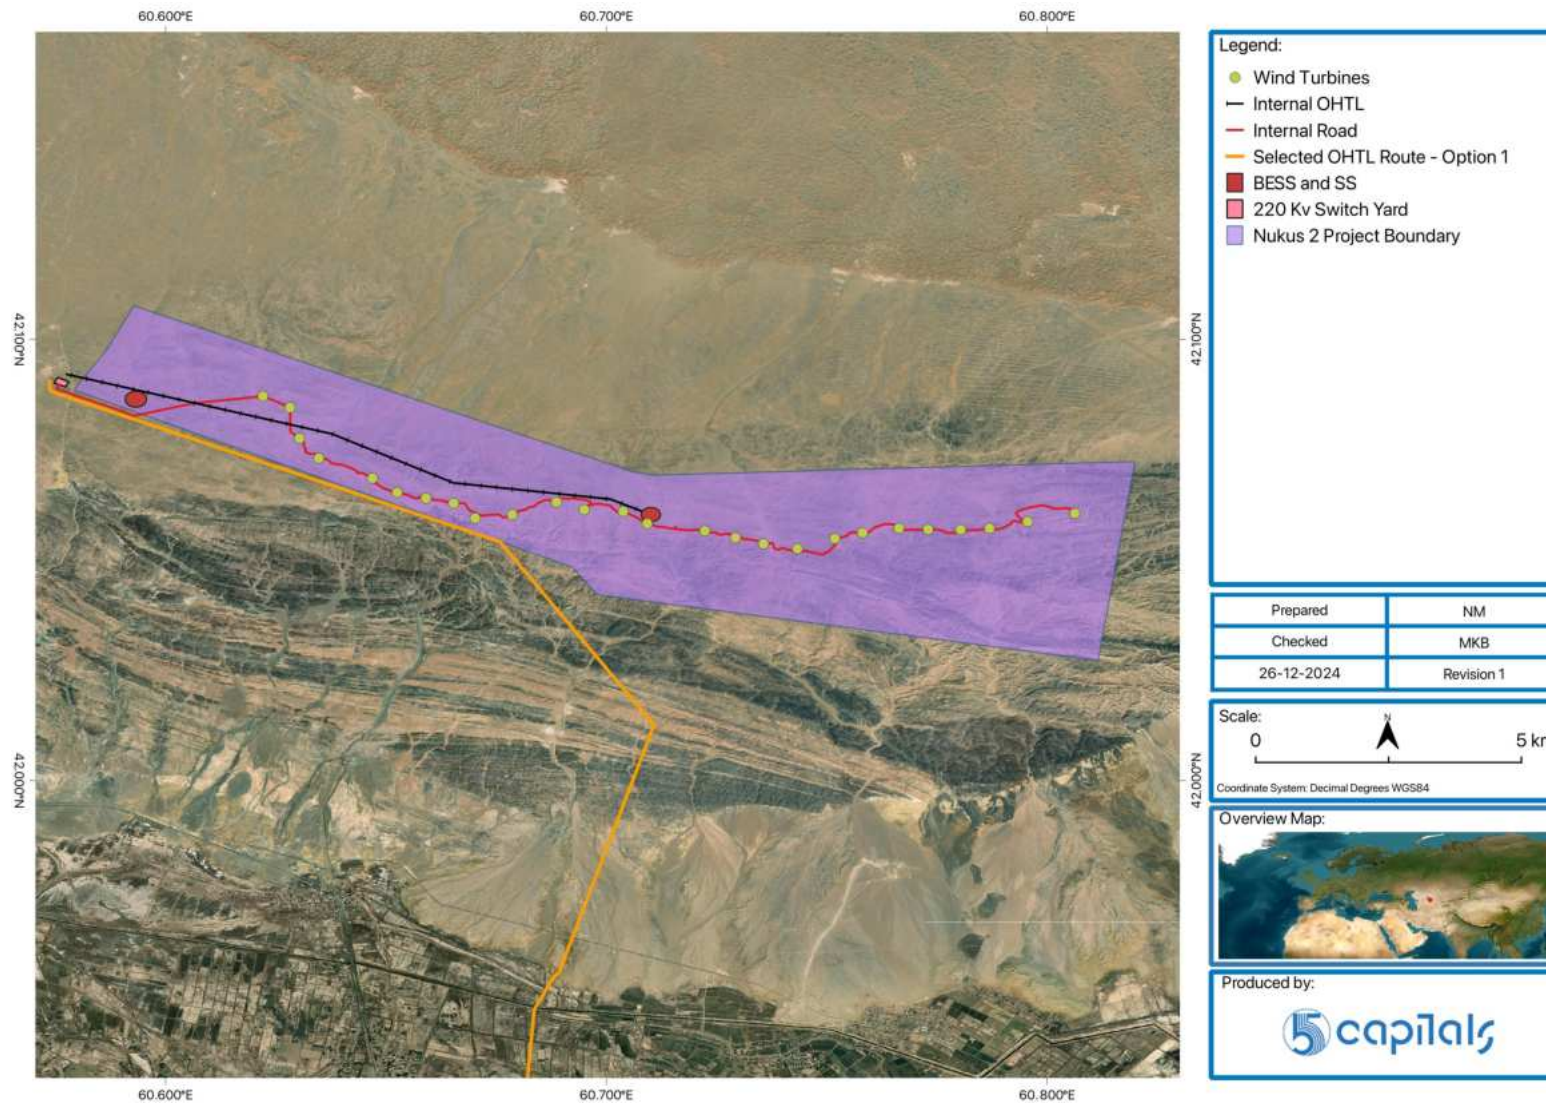 60.600°E
60.700°E
60.800°E
42.100°N
42.000°N
42.100°N
42.000°N
60.600°E
60.700°E
60.800°E
Legend:
Wind Turbines
Internal OHTL
Internal Road
Selected OHTL Route - Option 1
BESS and SS
220 Kv Switch Yard
Nukus 2 Project Boundary
Prepared NM
Checked MKB
26-12-2024 Revision 1
Scale:
N
0 5 km
Coordinate System: Decimal Degrees WGS84
Overview Map:
Produced by:
5 capitals